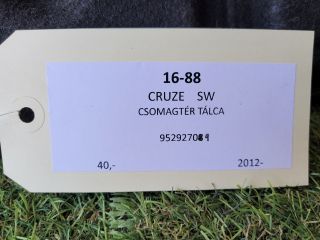 16-88
CRUZE SW
CSOMAGTÉR TÁLCA
40,-
2012-